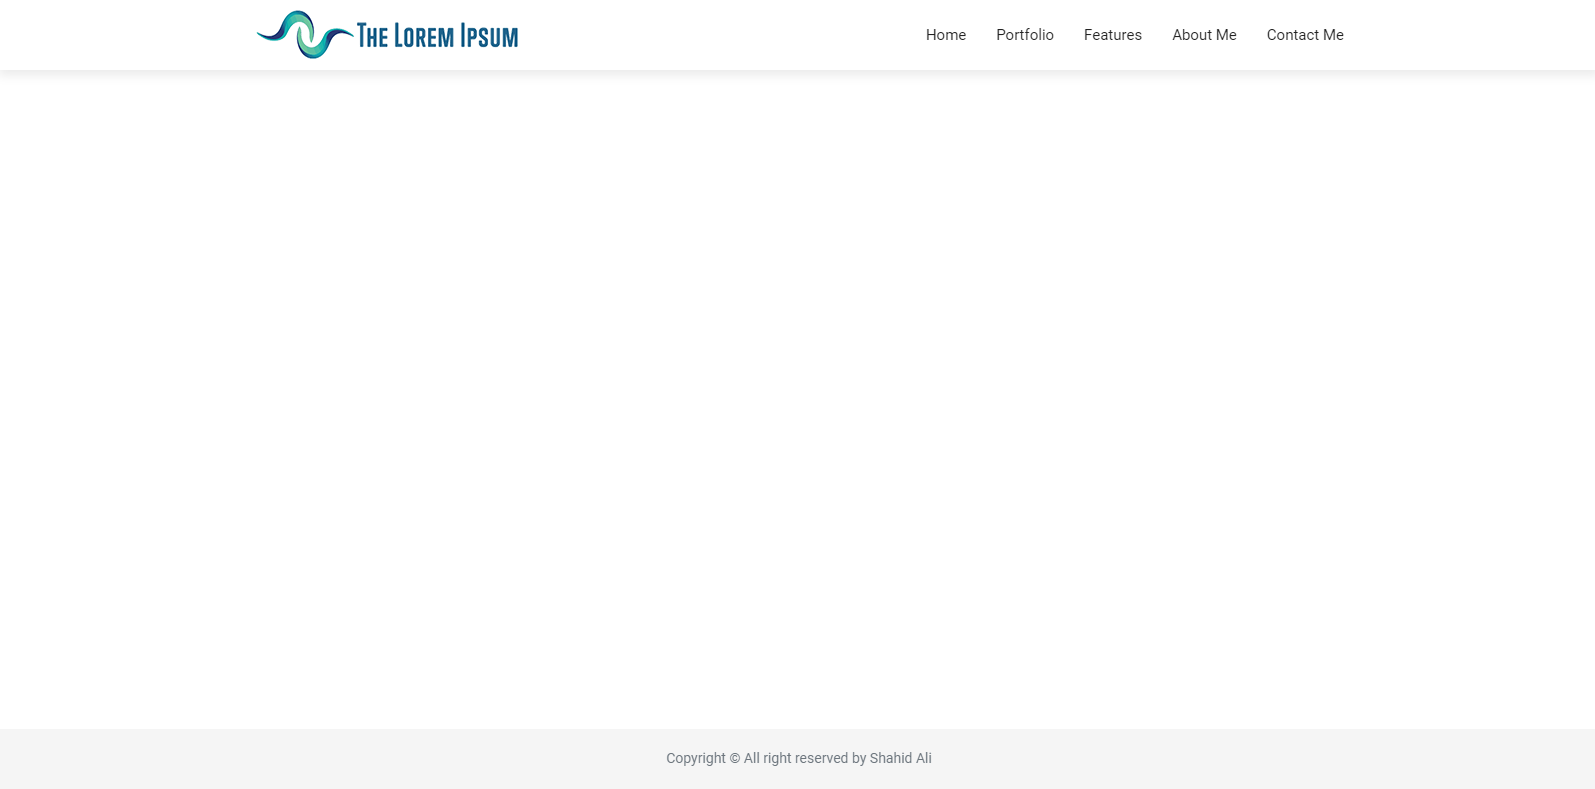 THE LOREM IPSUM
Home Portfolio Features About Me Contact Me
Copyright © All right reserved by Shahid Ali